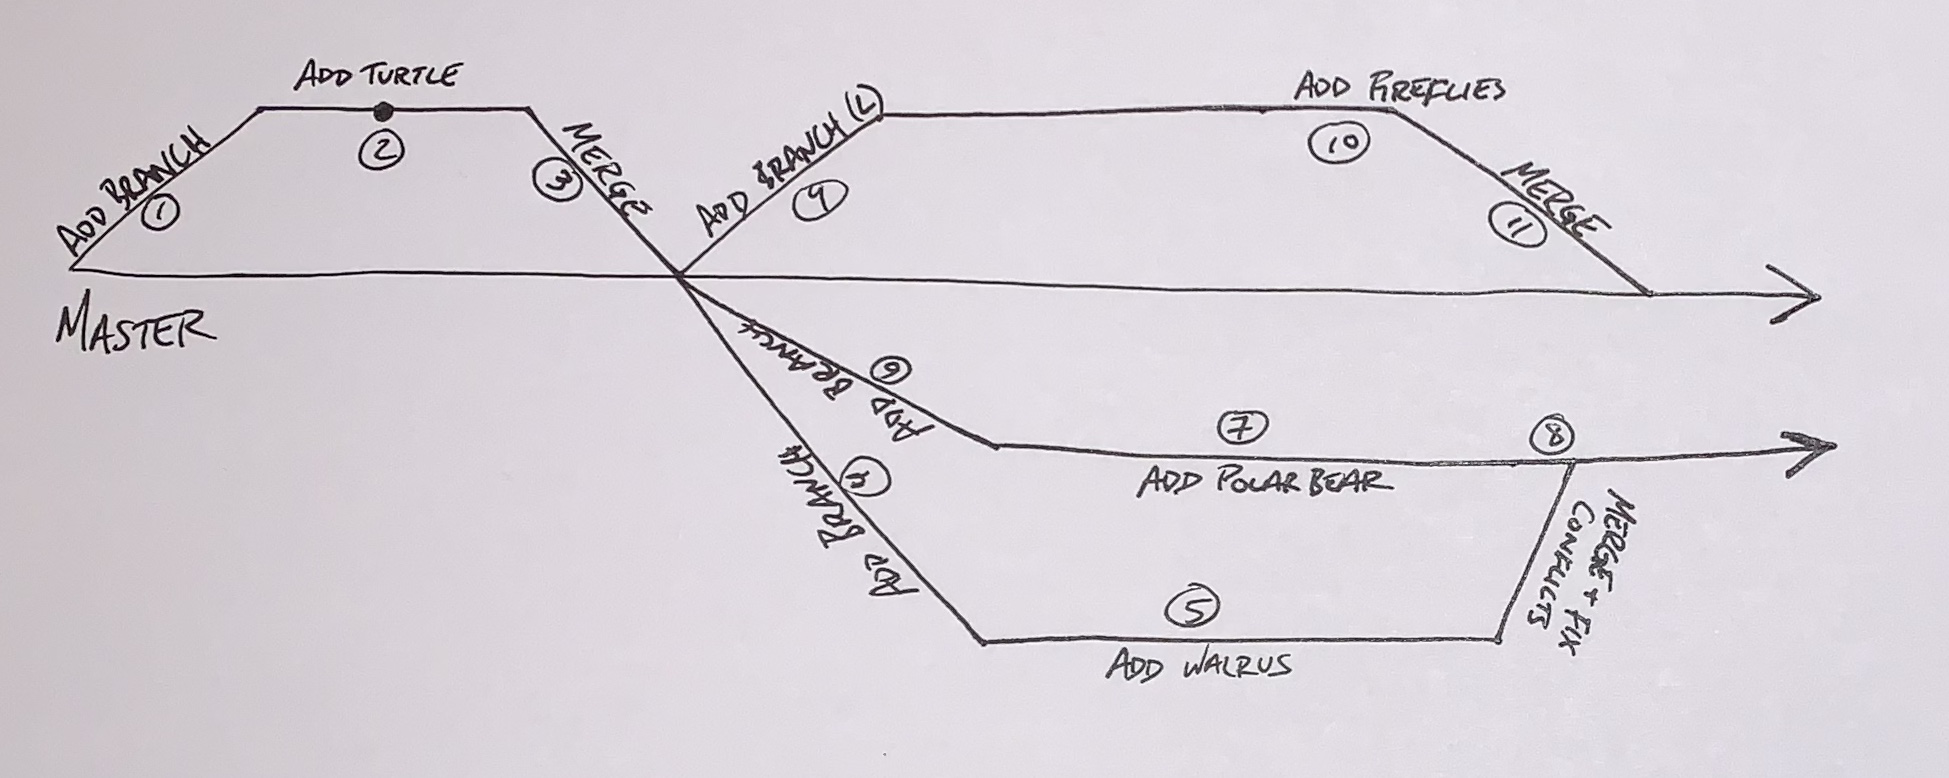 ADD TURTLE
ADD BRANCH
1
2
MERGE
3
ADD BRANCH (L)
9
ADD FIREFLIES
10
MERGE
11
MASTER
ADD BRANCH
6
7
ADD POLAR BEAR
8
ADD BRANCH
4
5
ADD WALRUS
MERGE + FIX
CONFLICTS